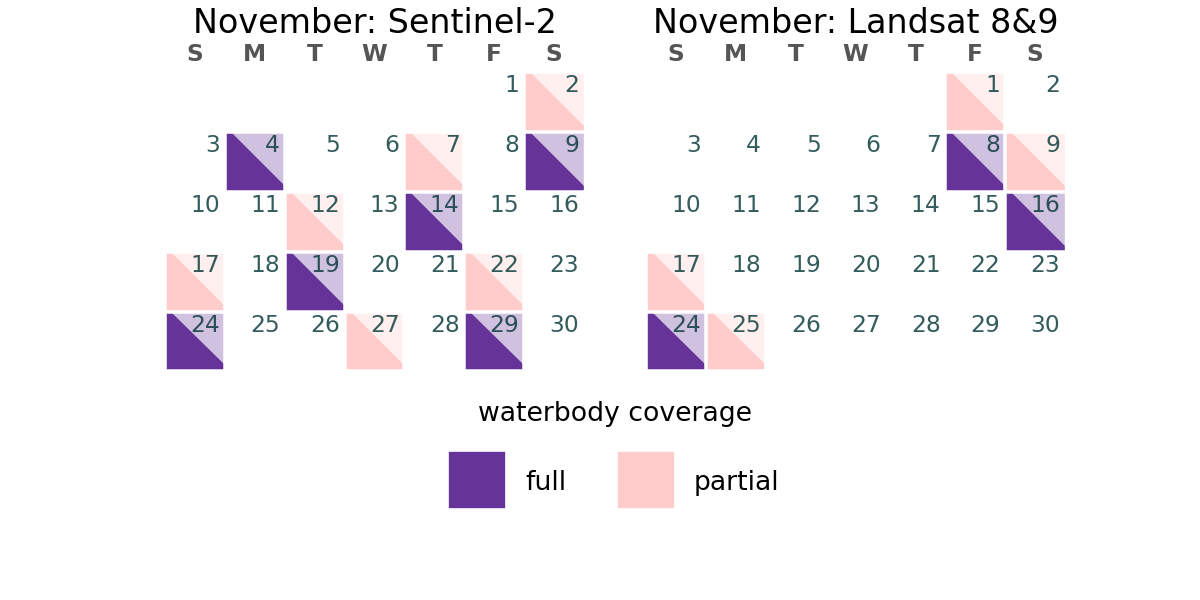 November: Sentinel-2
S M T W T F S
1 2
3 4 5 6 7 8 9
10 11 12 13 14 15 16
17 18 19 20 21 22 23
24 25 26 27 28 29 30
November: Landsat 8&9
S M T W T F S
1 2
3 4 5 6 7 8 9
10 11 12 13 14 15 16
17 18 19 20 21 22 23
24 25 26 27 28 29 30
waterbody coverage
full partial